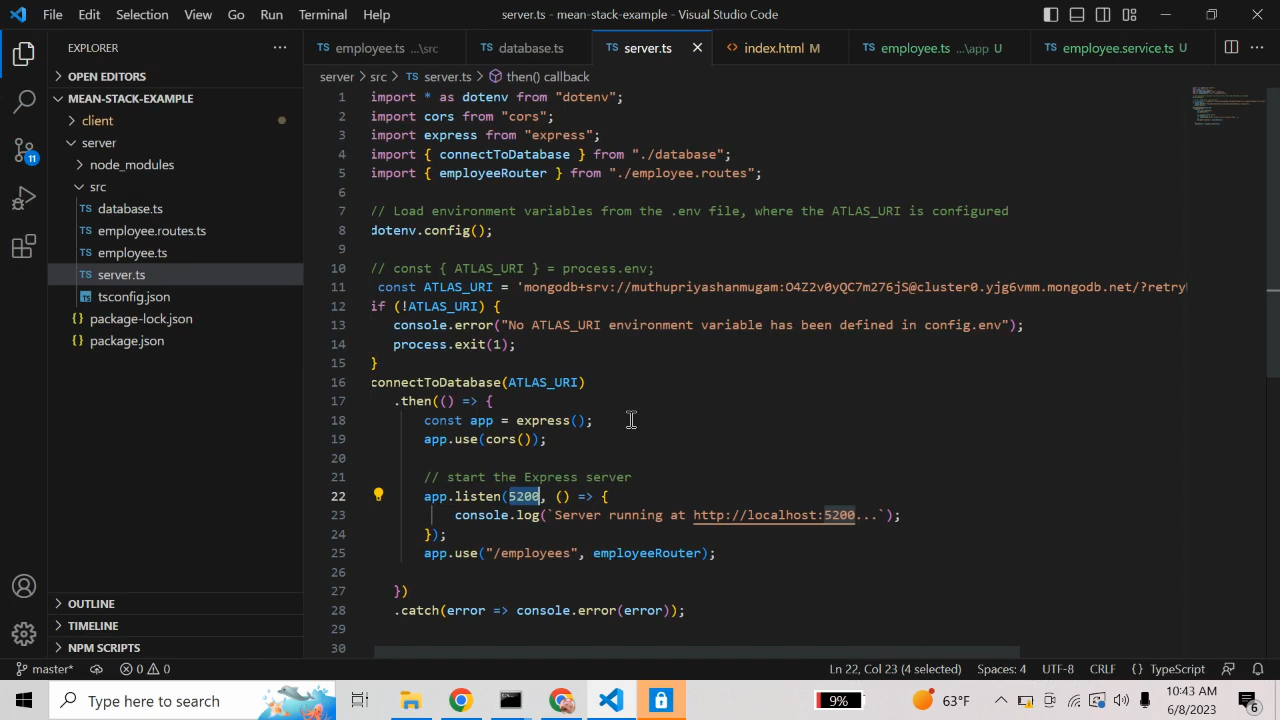 File Edit Selection View Go Run Terminal Help
server.ts - mean-stack-example - Visual Studio Code
EXPLORER
OPEN EDITORS
MEAN-STACK-EXAMPLE
client
server
node_modules
src
database.ts
employee.routes.ts
employee.ts
server.ts
tsconfig.json
package-lock.json
package.json
OUTLINE
TIMELINE
NPM SCRIPTS
11
employee.ts ...\src
database.ts
server.ts
index.html M
employee.ts ...\app U
employee.service.ts U
server > src > server.ts > then() callback
1 import * as dotenv from "dotenv";
2 import cors from "cors";
3 import express from "express";
4 import { connectToDatabase } from "./database";
5 import { employeeRouter } from "./employee.routes";
6
7 // Load environment variables from the .env file, where the ATLAS_URI is configured
8 dotenv.config();
9
10 // const { ATLAS_URI } = process.env;
11 const ATLAS_URI = 'mongodb+srv://muthupriyashanmugam:O4Z2v0yQC7m276jS@cluster0.yjg6vmm.mongodb.net/?retry
12 if (!ATLAS_URI) {
13 console.error("No ATLAS_URI environment variable has been defined in config.env");
14 process.exit(1);
15 }
16 connectToDatabase(ATLAS_URI)
17 .then(() => {
18 const app = express();
19 app.use(cors());
20
21 // start the Express server
22 app.listen(5200, () => {
23 console.log(`Server running at http://localhost:5200...`);
24 });
25 app.use("/employees", employeeRouter);
26
27 })
28 .catch(error => console.error(error));
29
30
master* 0 0
Ln 22, Col 23 (4 selected) Spaces: 4 UTF-8 CRLF {} TypeScript
Type here to search
9%
63°F
10:43 AM
6/8/2023
6